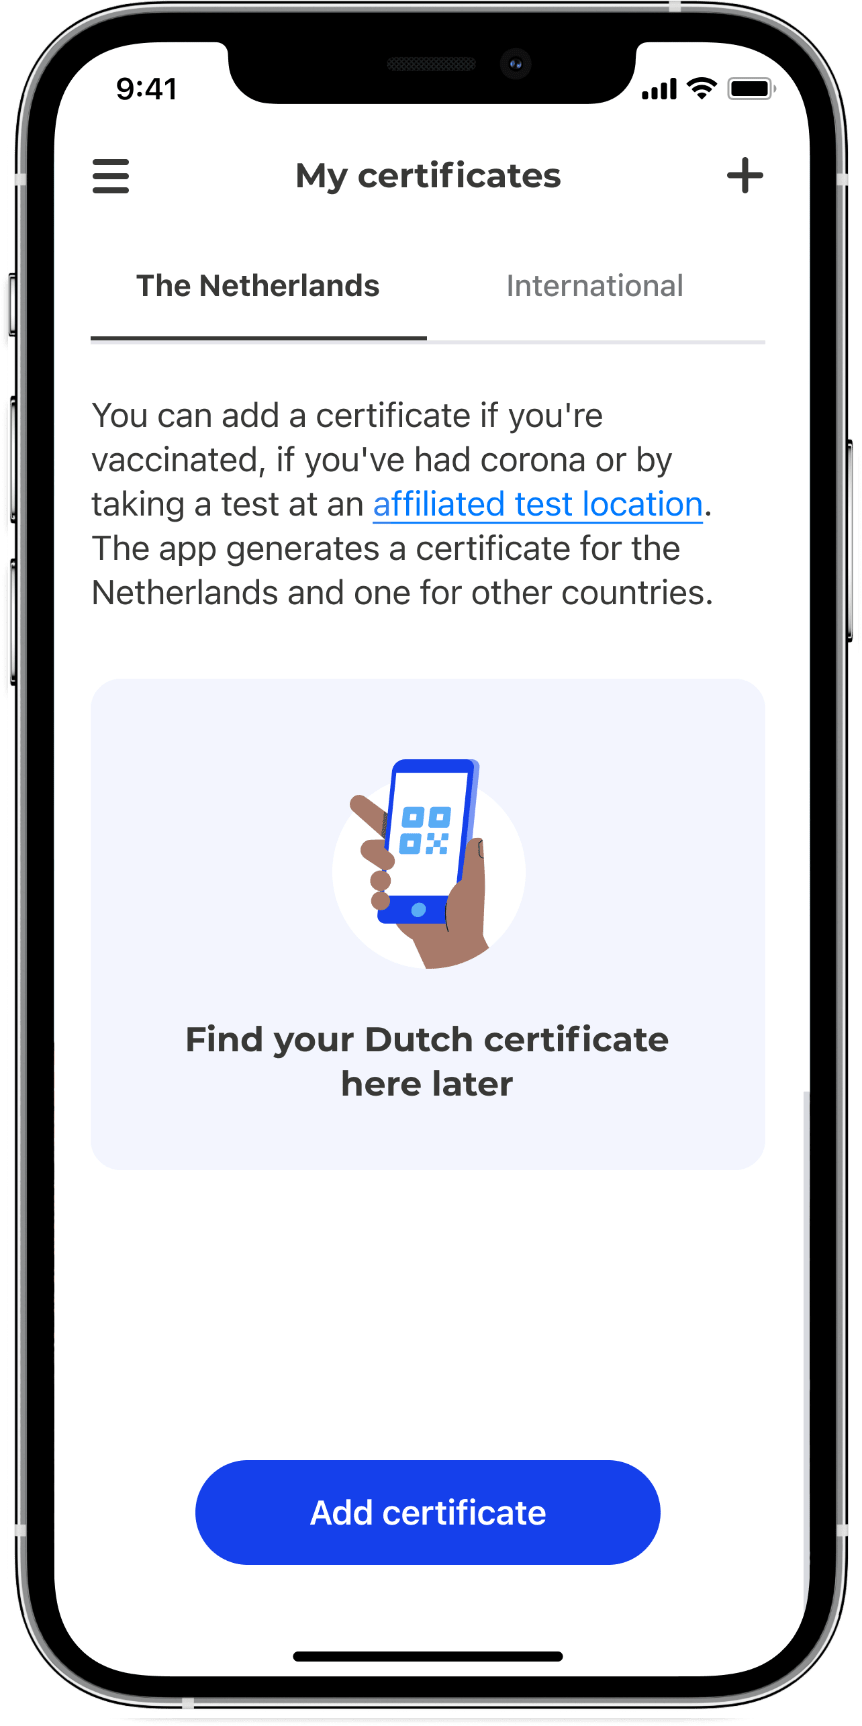 9:41
My certificates
The Netherlands
International
You can add a certificate if you're
vaccinated, if you've had corona or by
taking a test at an affiliated test location.
The app generates a certificate for the
Netherlands and one for other countries.
Find your Dutch certificate
here later
Add certificate